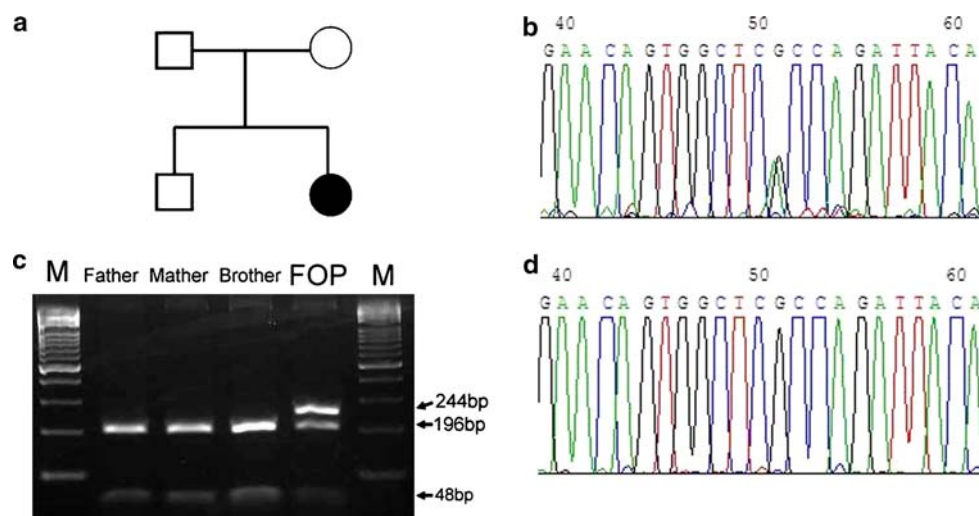 a
b
40 50 60
G A A C A G T G G C T C G C C A G A T T A C A
c
M Father Mather Brother FOP M
244bp
196bp
48bp
d
40 50 60
G A A C A G T G G C T C G C C A G A T T A C A